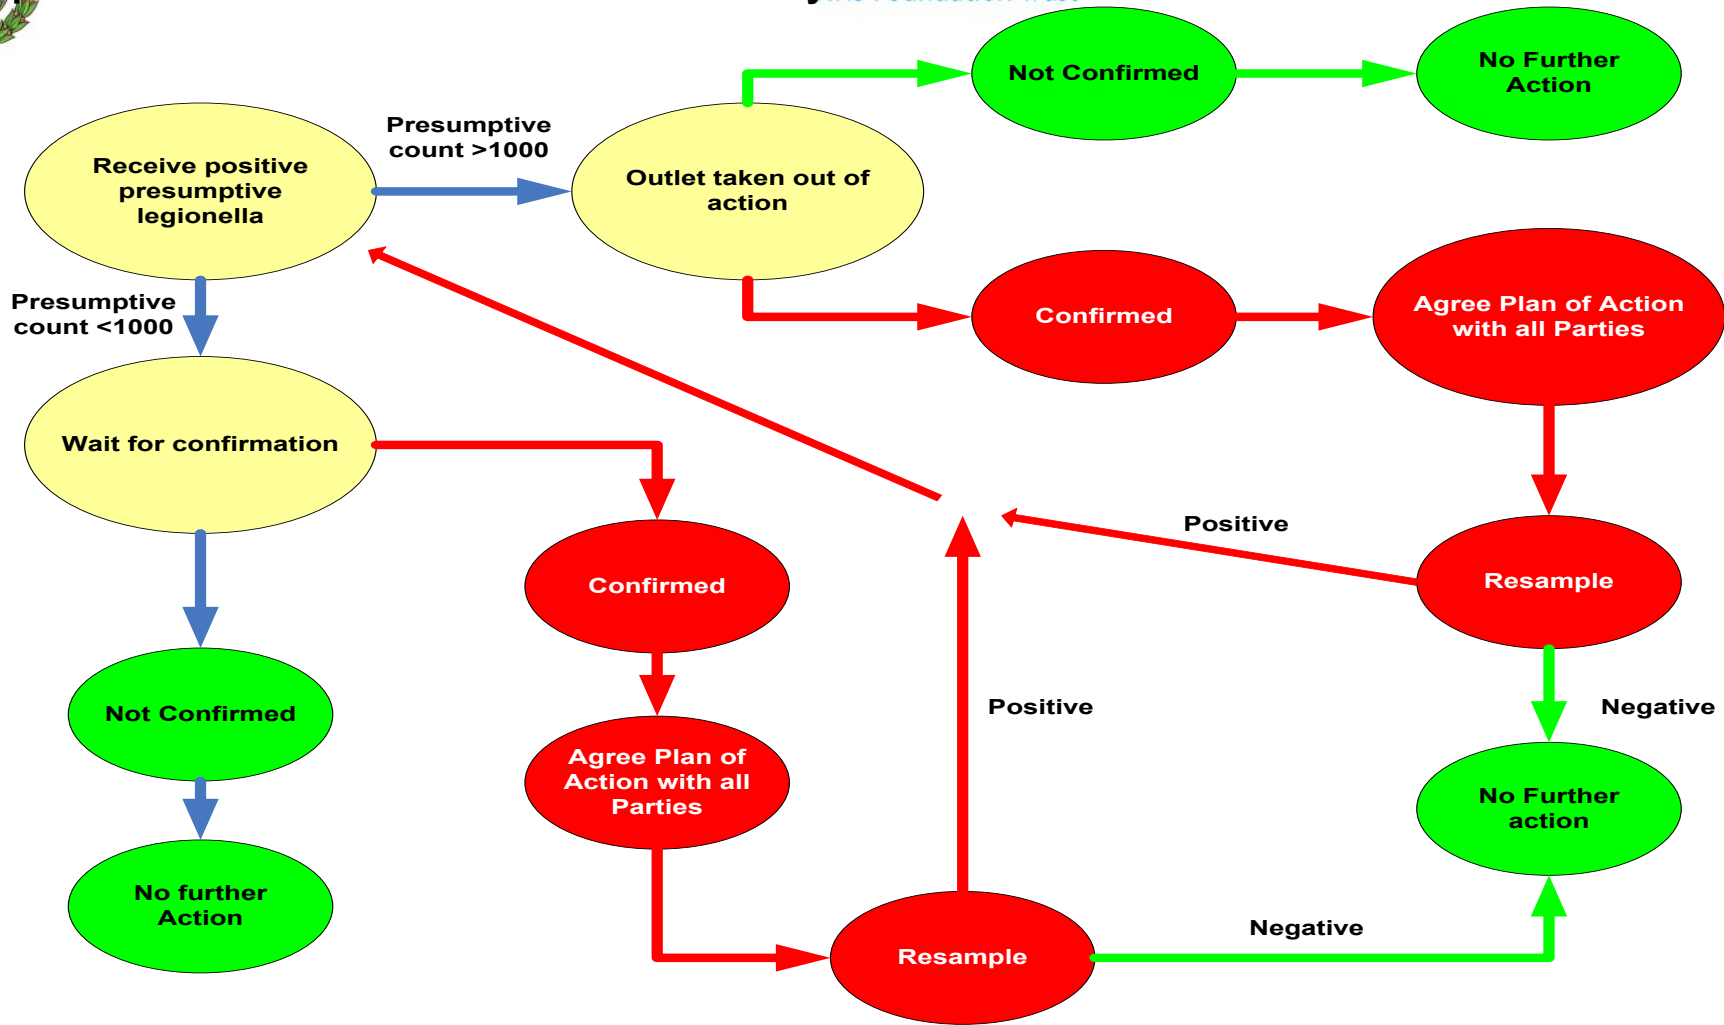 Not Confirmed
No Further
Action
Presumptive
count >1000
Receive positive
presumptive
legionella
Outlet taken out of
action
Presumptive
count <1000
Confirmed
Agree Plan of Action
with all Parties
Wait for confirmation
Positive
Resample
Confirmed
Not Confirmed
Positive
Negative
Agree Plan of
Action with all
Parties
No Further
action
No further
Action
Negative
Resample